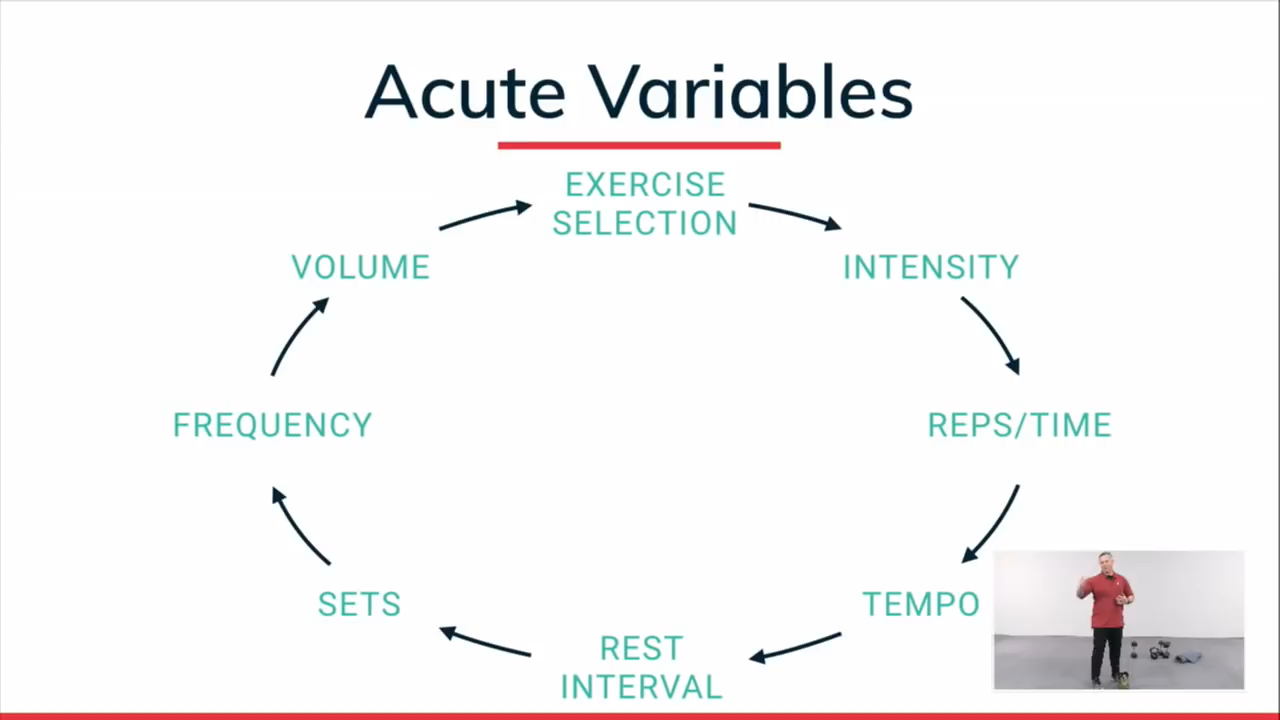 Acute Variables
EXERCISE
SELECTION
INTENSITY
REPS/TIME
TEMPO
REST
INTERVAL
SETS
FREQUENCY
VOLUME